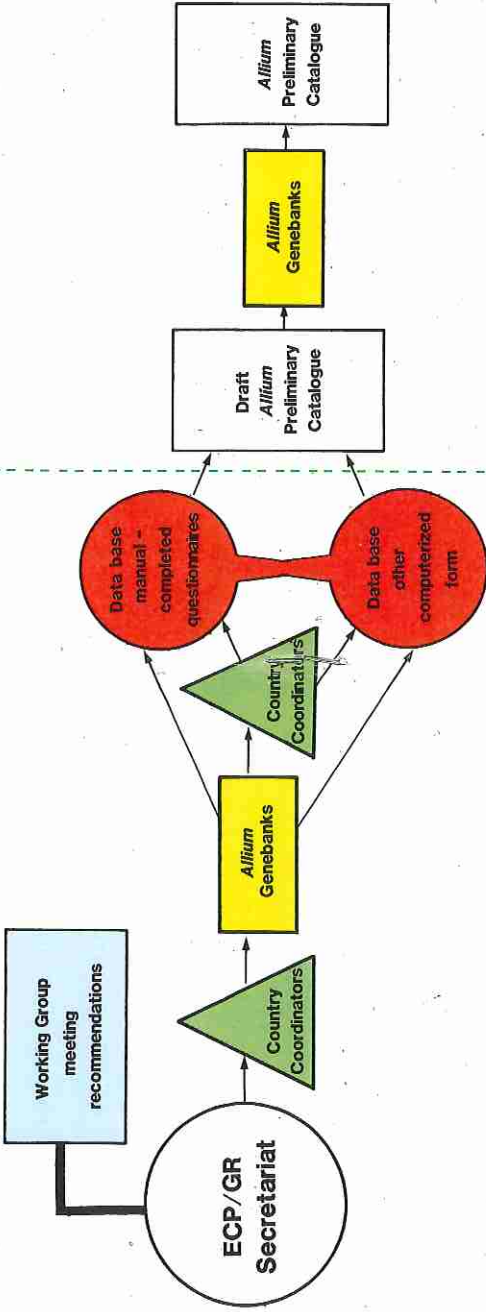 Working Group
meeting
recommendations
ECP/GR
Secretariat
Country
Coordinators
Allium
Genebanks
Country
Coordinators
Data base
manual –
completed
questionnaires
Data base
other
computerized
form
Draft
Allium
Preliminary
Catalogue
Allium
Genebanks
Allium
Preliminary
Catalogue